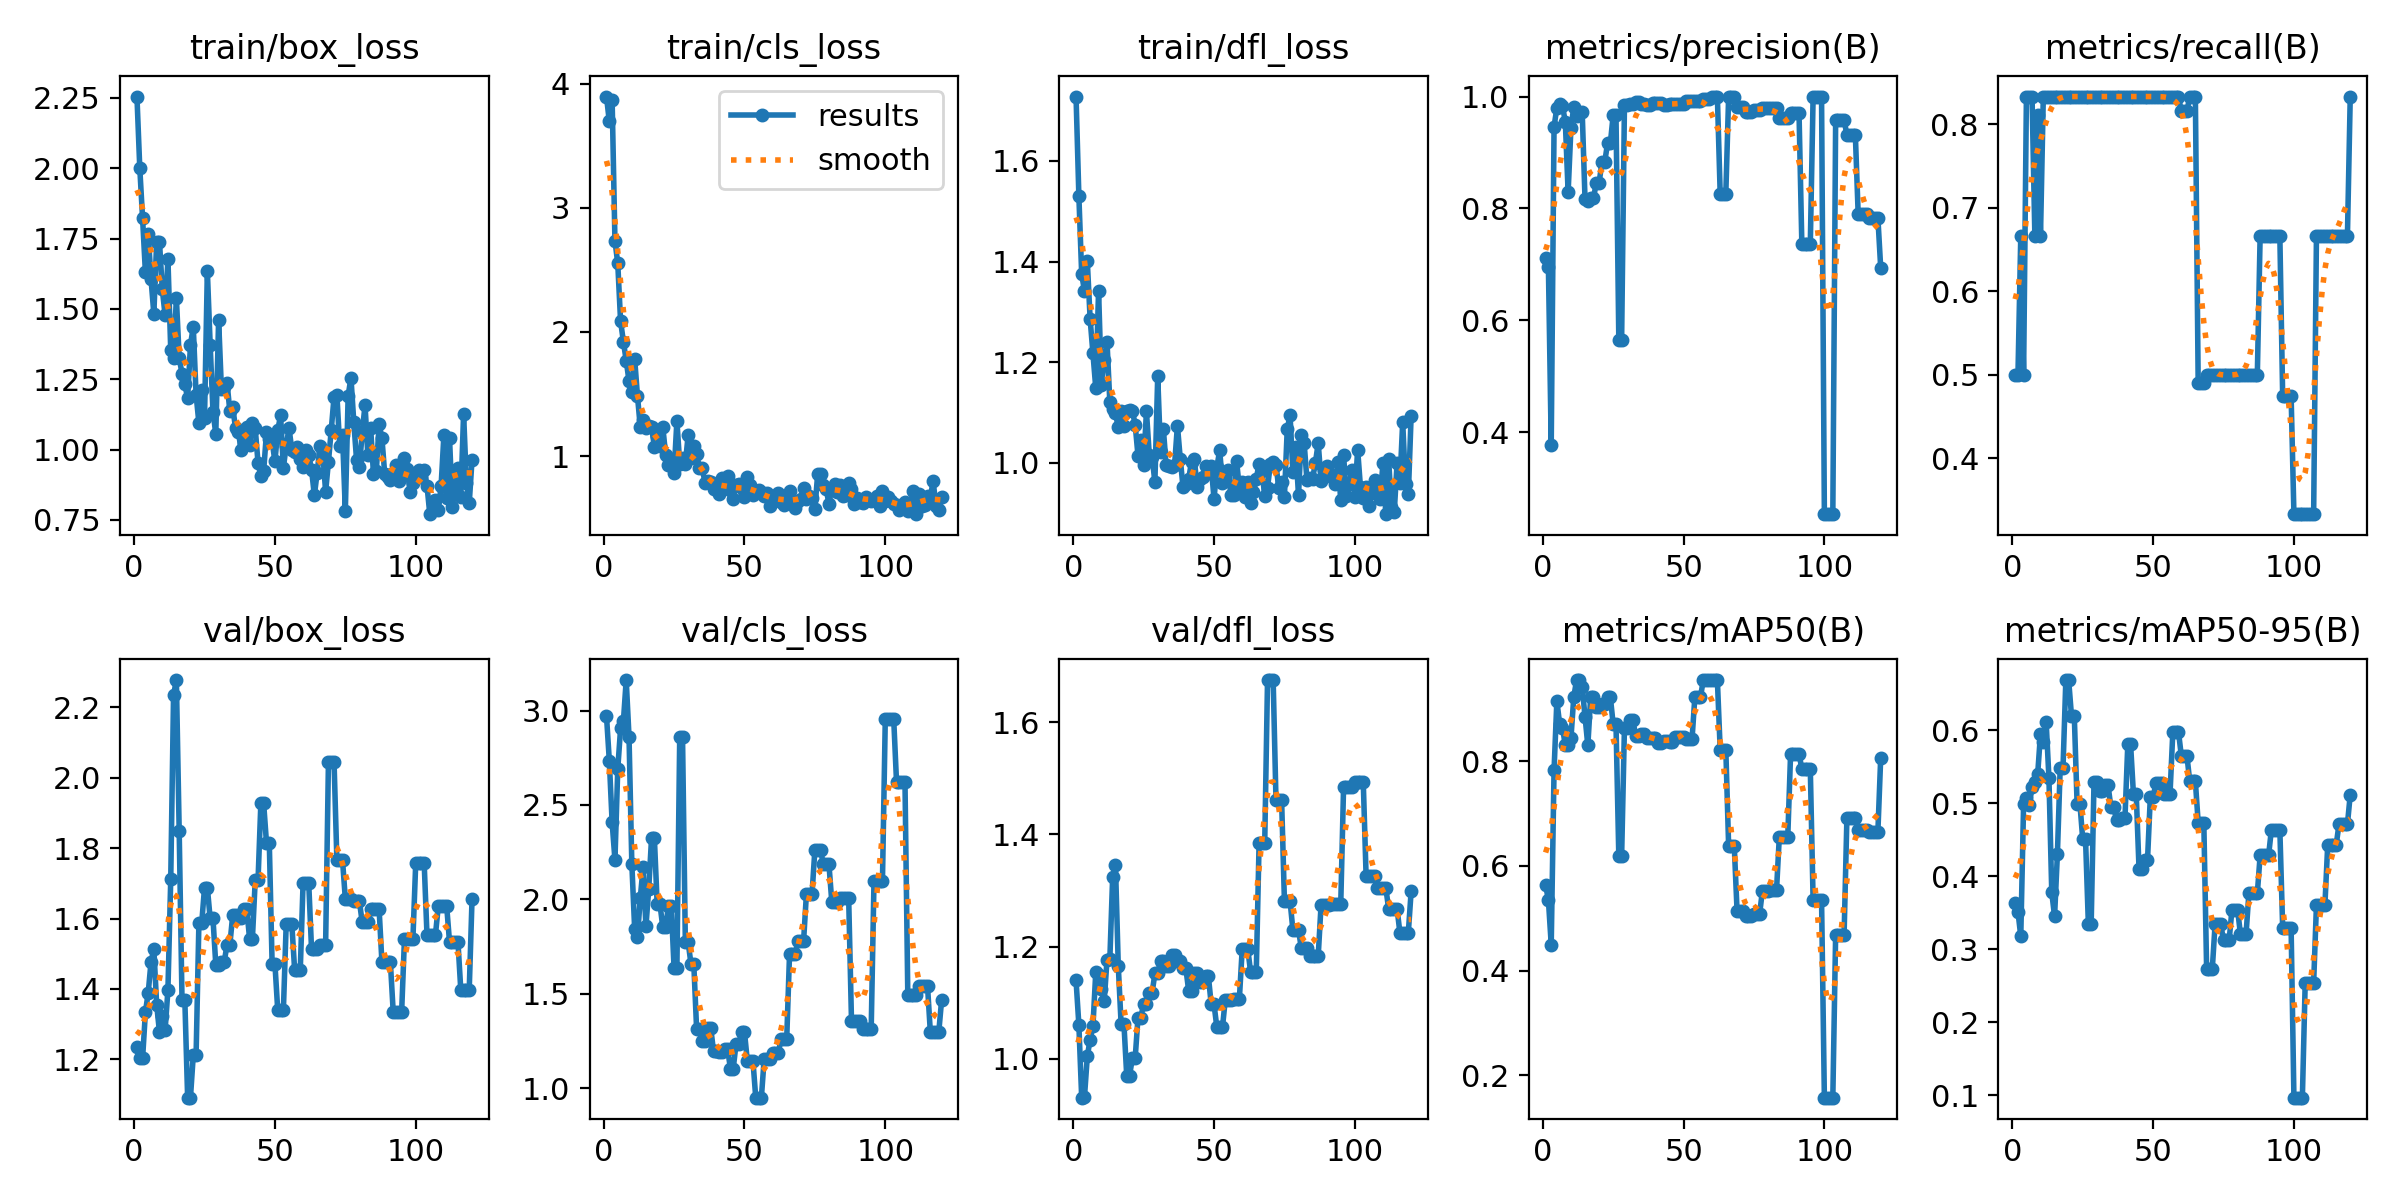 train/box_loss
2.25
2.00
1.75
1.50
1.25
1.00
0.75
0 50 100
train/cls_loss
4
3
2
1
results
smooth
0 50 100
train/dfl_loss
1.6
1.4
1.2
1.0
0 50 100
metrics/precision(B)
1.0
0.8
0.6
0.4
0 50 100
metrics/recall(B)
0.8
0.7
0.6
0.5
0.4
0 50 100
val/box_loss
2.2
2.0
1.8
1.6
1.4
1.2
0 50 100
val/cls_loss
3.0
2.5
2.0
1.5
1.0
0 50 100
val/dfl_loss
1.6
1.4
1.2
1.0
0 50 100
metrics/mAP50(B)
0.8
0.6
0.4
0.2
0 50 100
metrics/mAP50-95(B)
0.6
0.5
0.4
0.3
0.2
0.1
0 50 100